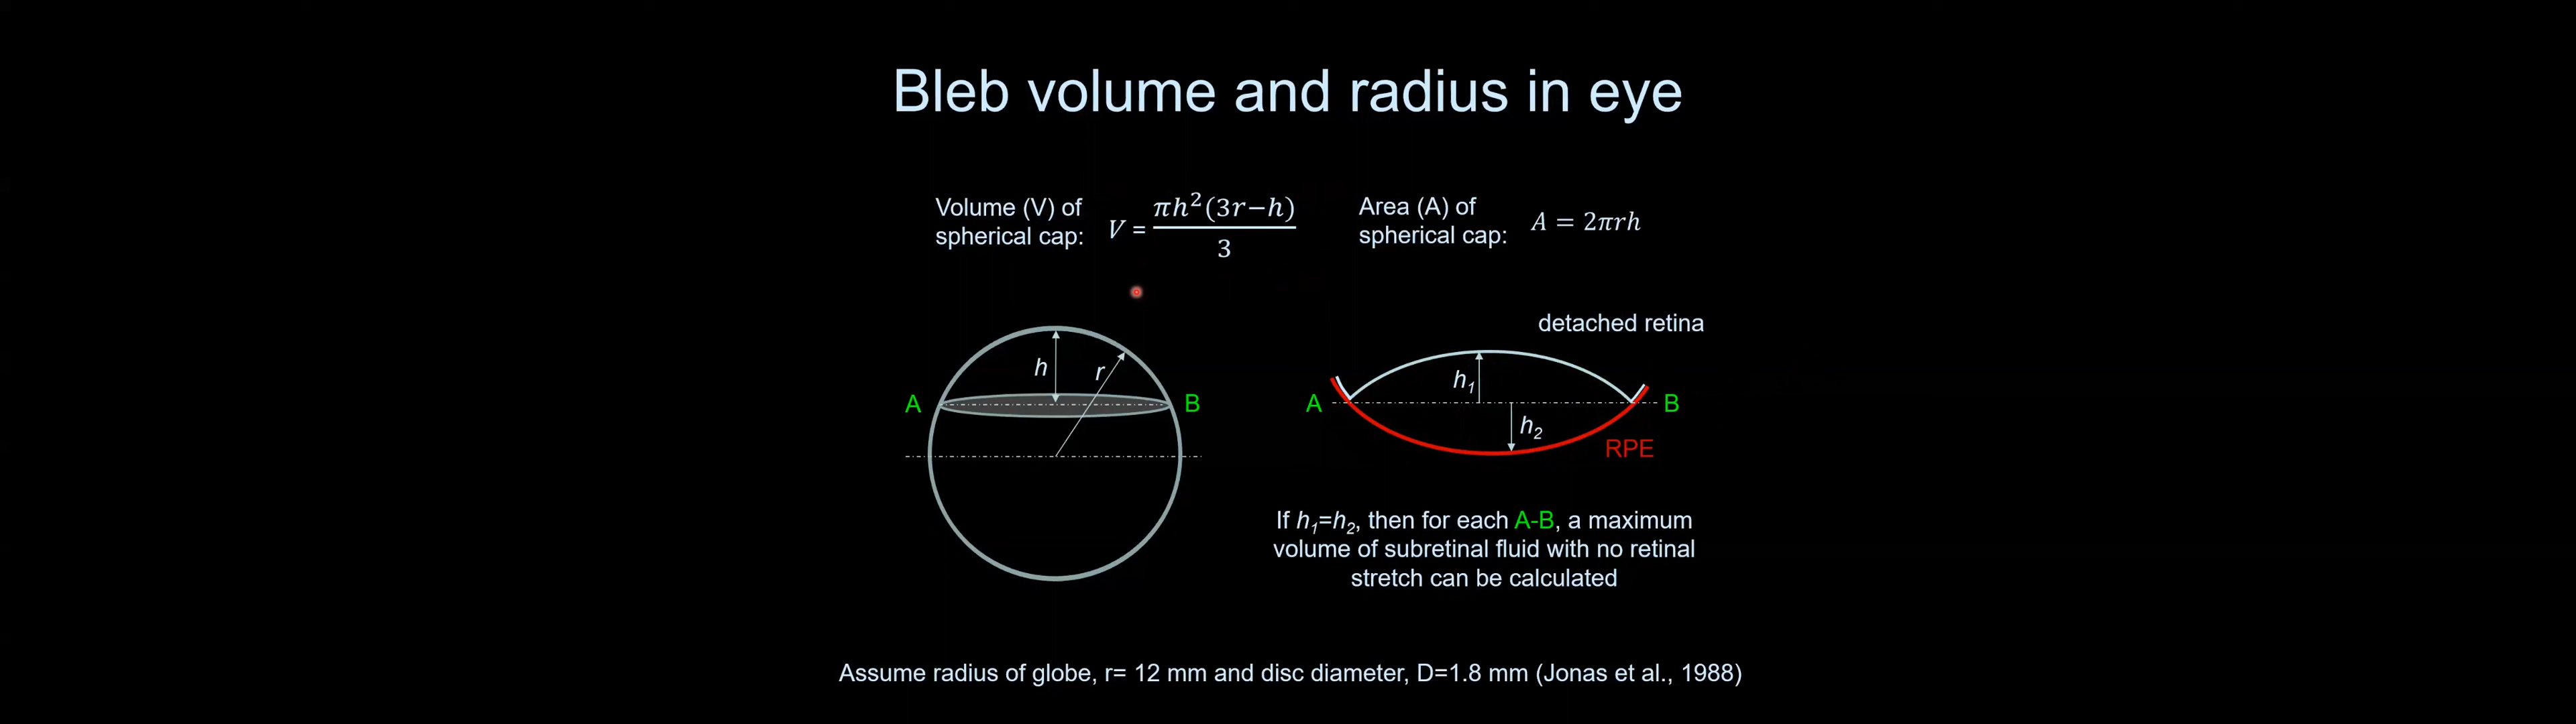 Bleb volume and radius in eye
Volume (V) of
spherical cap:
V = πh²(3r−h)/3
Area (A) of
spherical cap:
A = 2πrh
h
r
A
B
detached retina
h₁
A
B
h₂
RPE
If h₁=h₂, then for each A-B, a maximum
volume of subretinal fluid with no retinal
stretch can be calculated
Assume radius of globe, r= 12 mm and disc diameter, D=1.8 mm (Jonas et al., 1988)